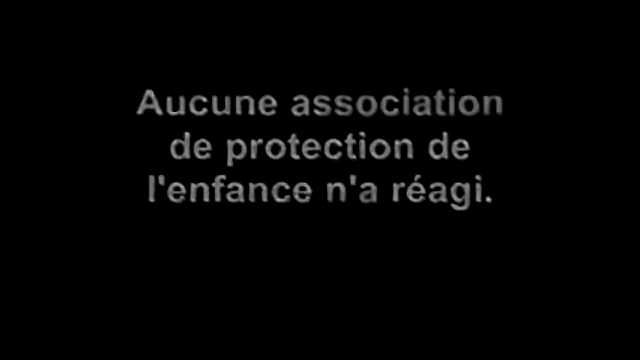 Aucune association
de protection de
l'enfance n'a réagi.